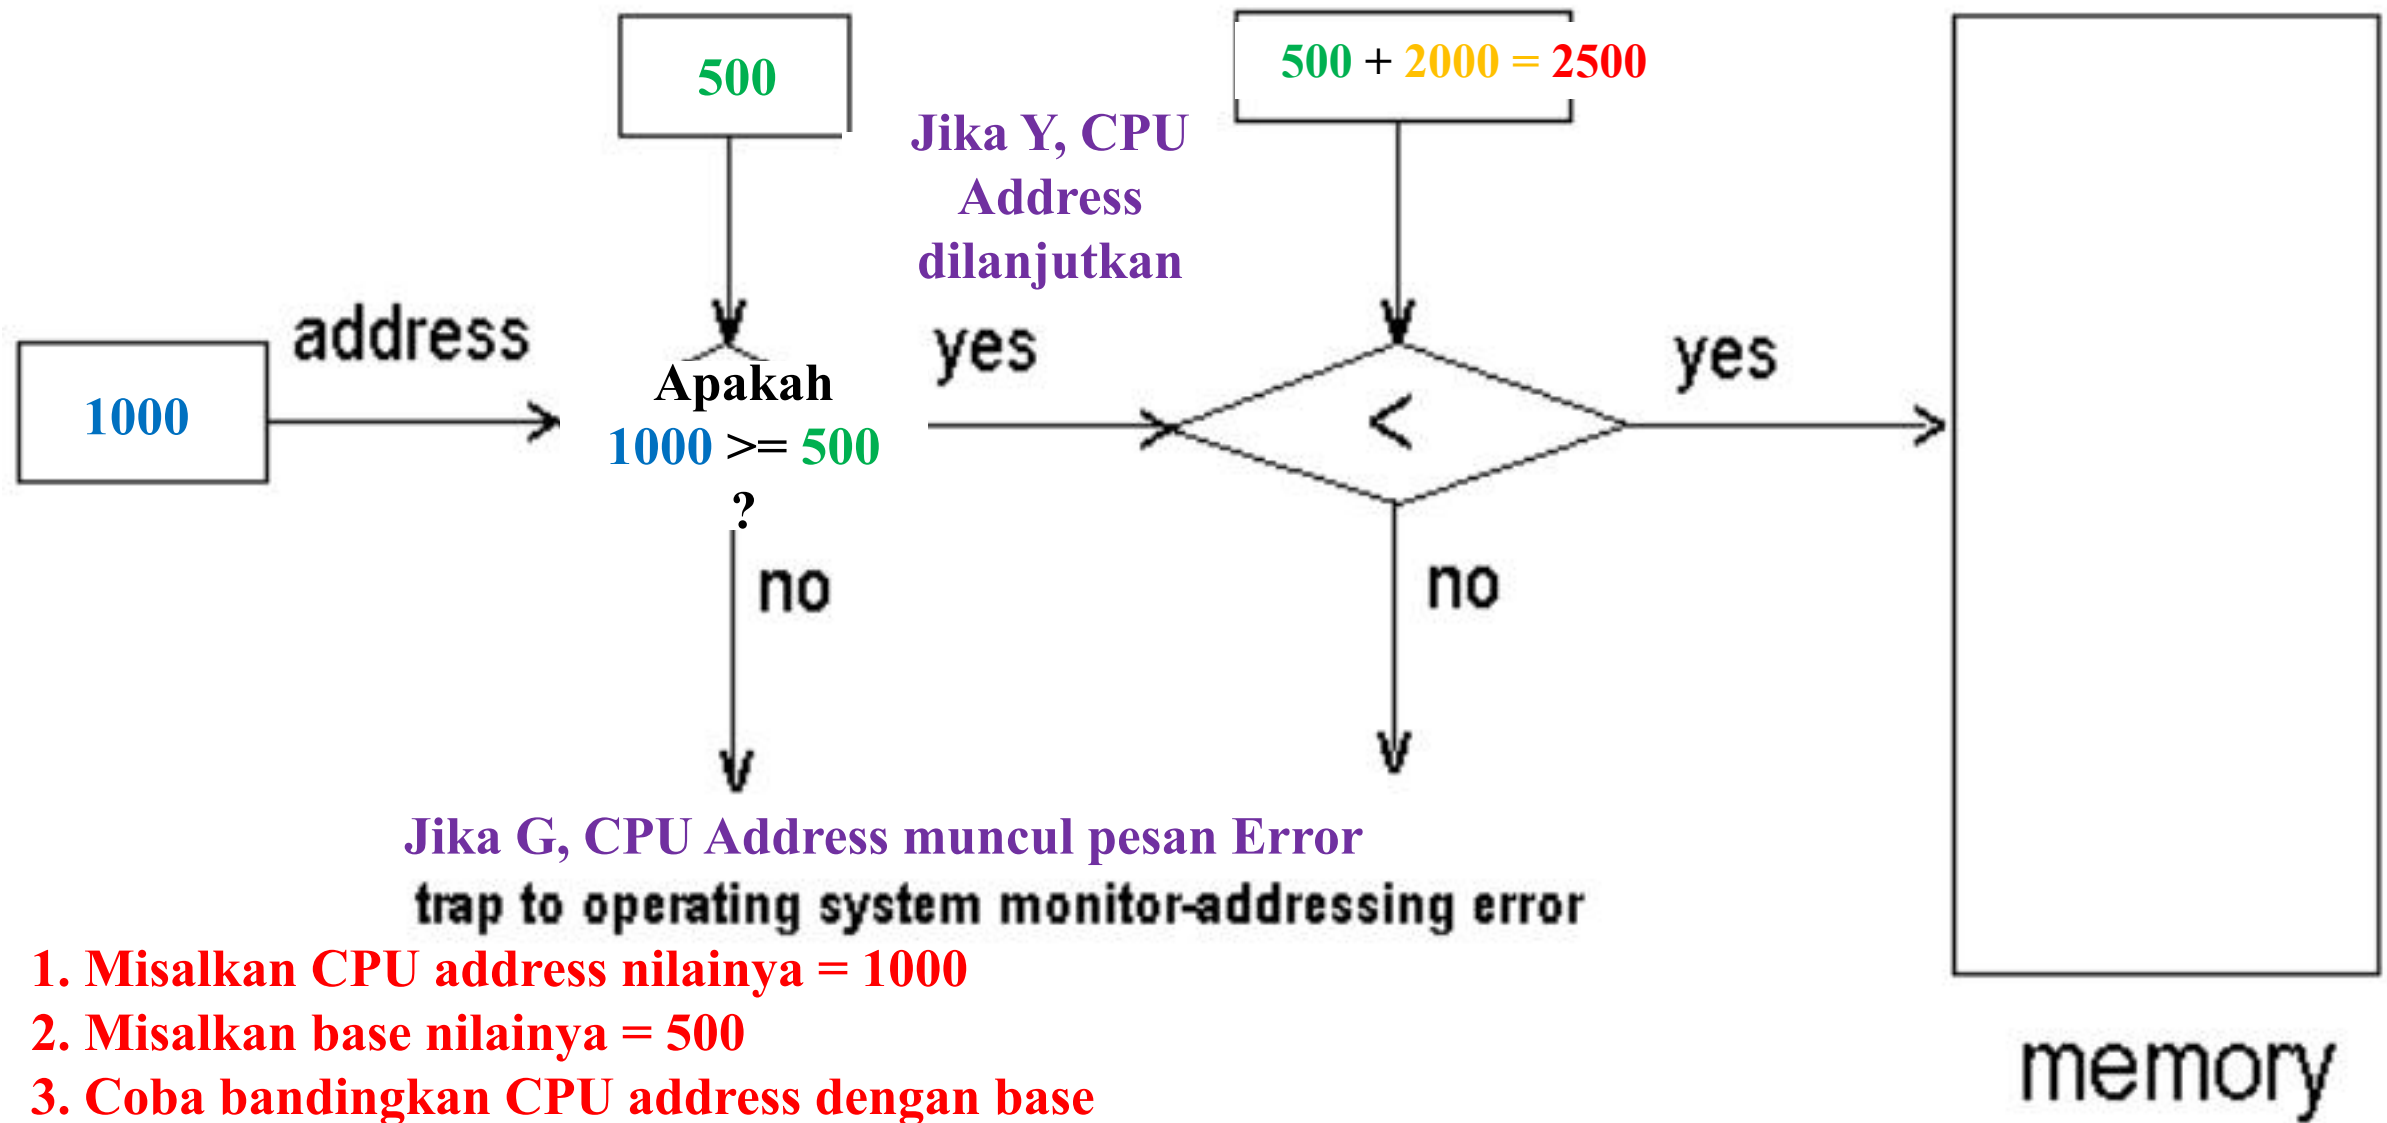 500
500 + 2000 = 2500
Jika Y, CPU
Address
dilanjutkan
address
yes
yes
1000
Apakah
1000 >= 500
?
<
no
no
Jika G, CPU Address muncul pesan Error
trap to operating system monitor-addressing error
1. Misalkan CPU address nilainya = 1000
2. Misalkan base nilainya = 500
3. Coba bandingkan CPU address dengan base
memory